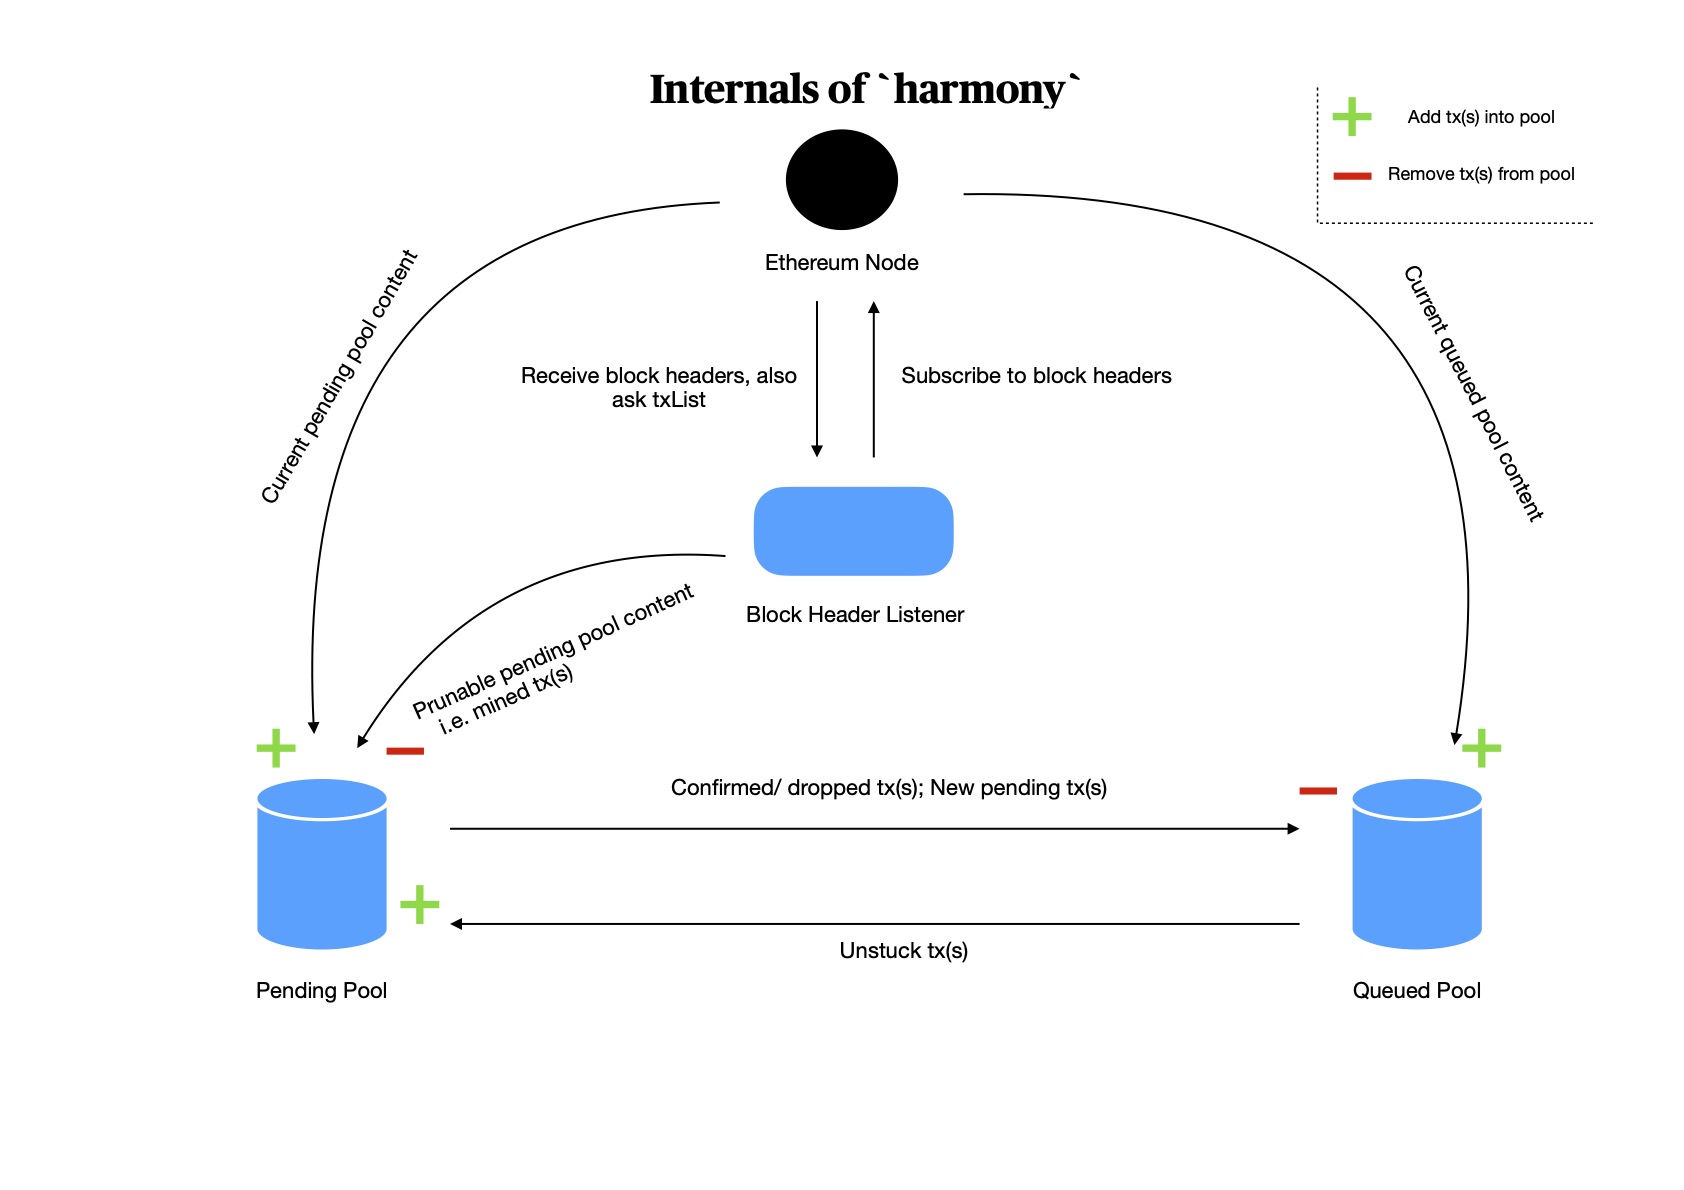 Internals of `harmony`
Add tx(s) into pool
Remove tx(s) from pool
Ethereum Node
Current pending pool content
Current queued pool content
Receive block headers, also
ask txList
Subscribe to block headers
Block Header Listener
Prunable pending pool content
i.e. mined tx(s)
Confirmed/ dropped tx(s); New pending tx(s)
Unstuck tx(s)
Pending Pool
Queued Pool